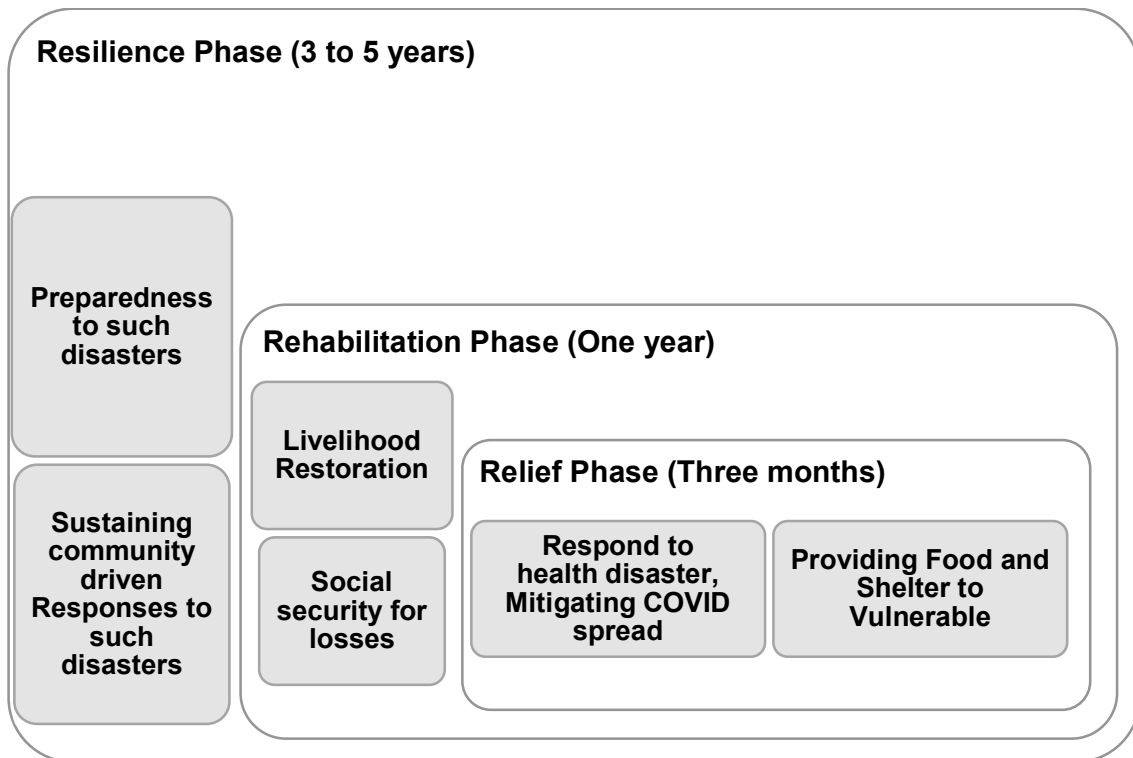 Resilience Phase (3 to 5 years)
Preparedness
to such
disasters
Sustaining
community
driven
Responses to
such
disasters
Rehabilitation Phase (One year)
Livelihood
Restoration
Social
security for
losses
Relief Phase (Three months)
Respond to
health disaster,
Mitigating COVID
spread
Providing Food and
Shelter to
Vulnerable